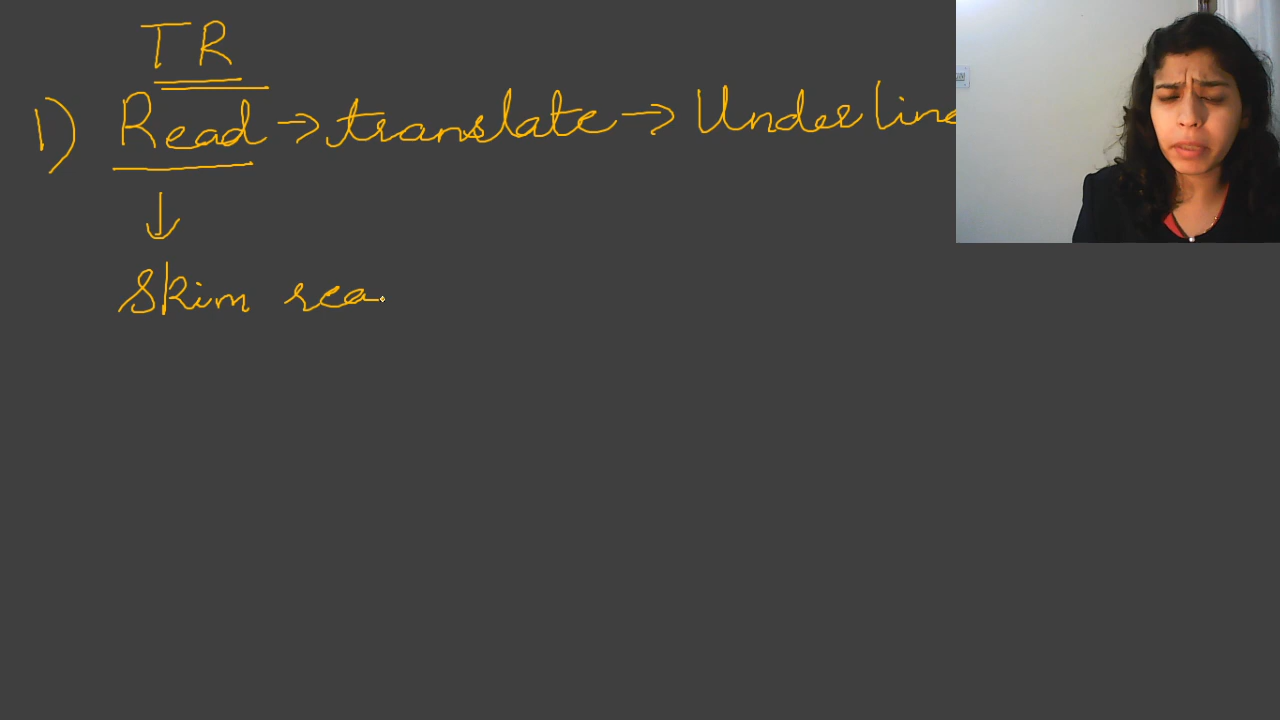 TR
1) Read → translate → Underline
↓
Skim rea